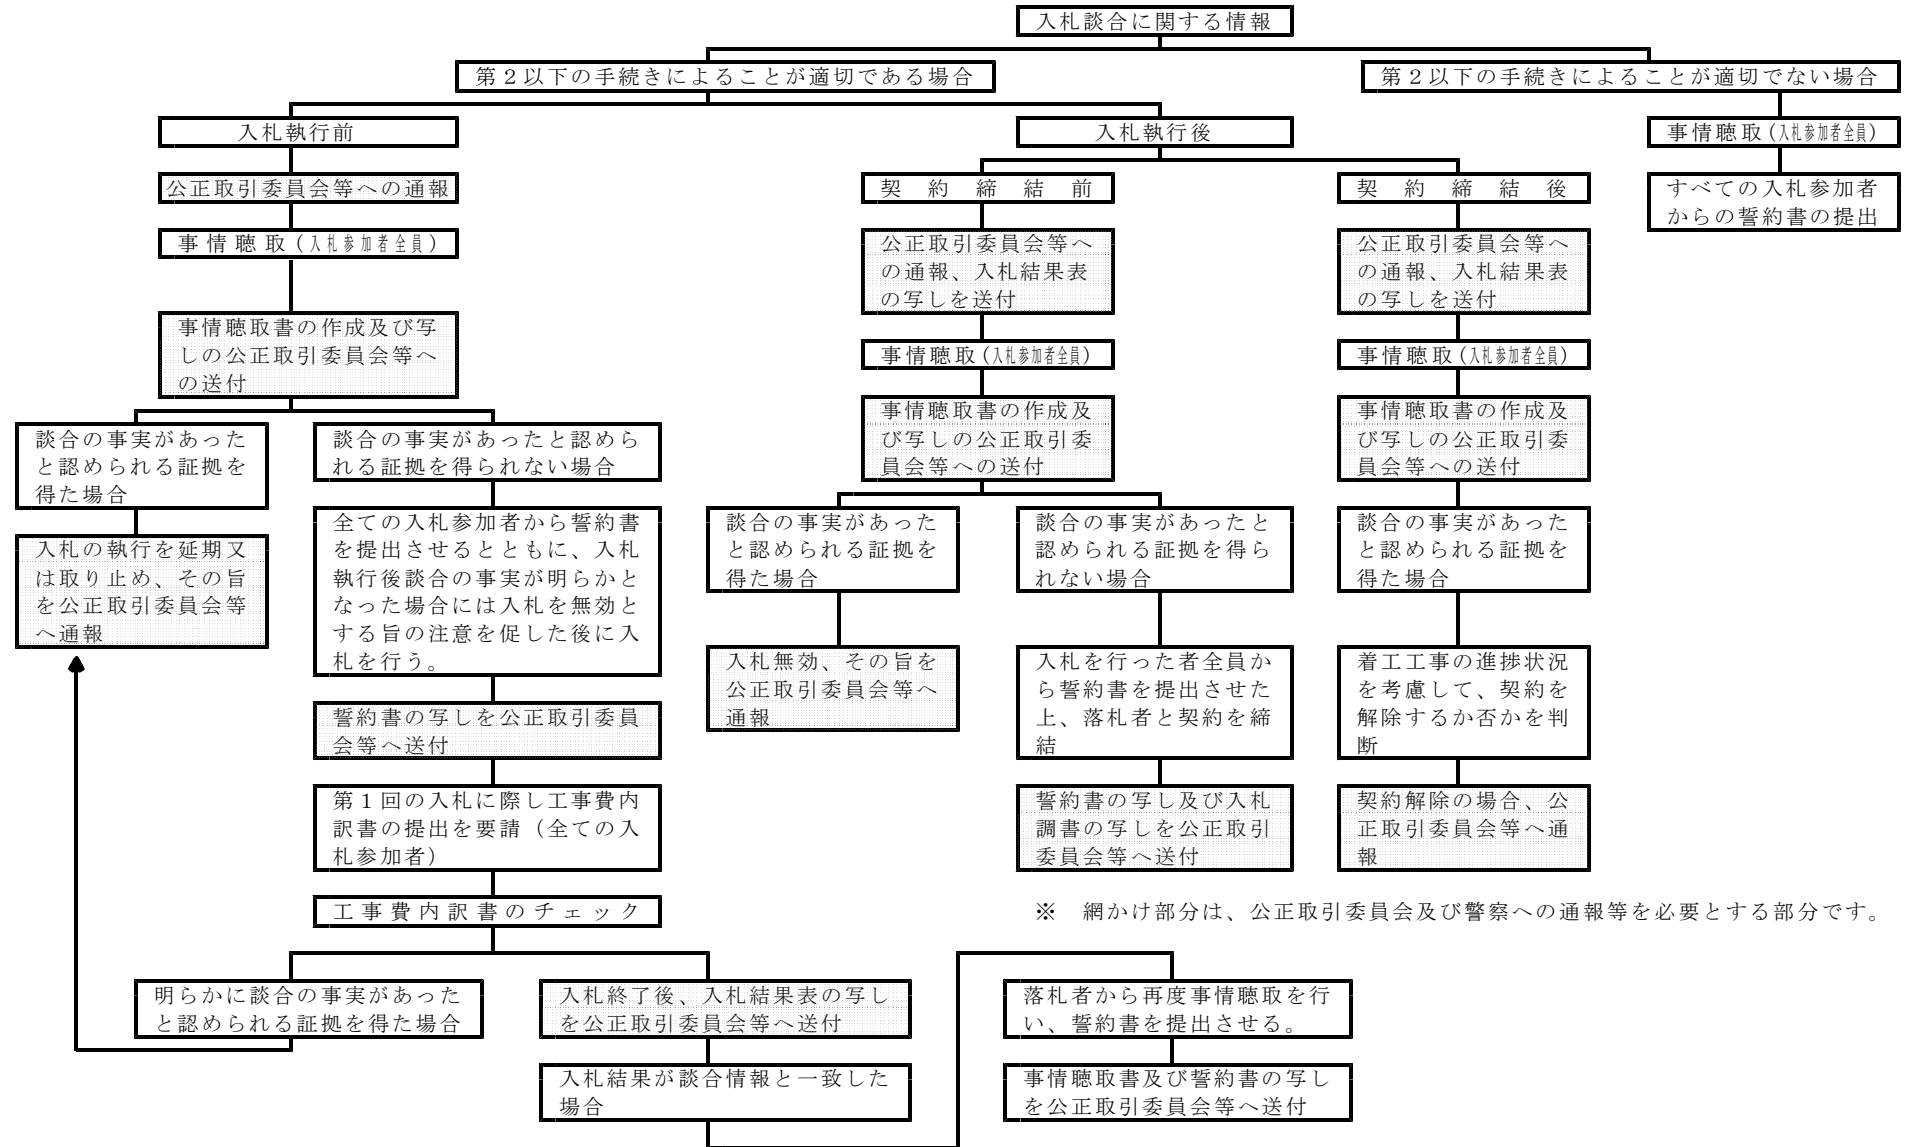 入札談合に関する情報
第２以下の手続きによることが適切である場合
第２以下の手続きによることが適切でない場合
入札執行前
入札執行後
事情聴取(入札参加者全員)
公正取引委員会等への通報
契約締結前
契約締結後
すべての入札参加者
からの誓約書の提出
事情聴取(入札参加者全員)
公正取引委員会等へ
の通報、入札結果表
の写しを送付
公正取引委員会等へ
の通報、入札結果表
の写しを送付
事情聴取書の作成及び写
しの公正取引委員会等へ
の送付
事情聴取(入札参加者全員)
事情聴取(入札参加者全員)
事情聴取書の作成及
び写しの公正取引委
員会等への送付
事情聴取書の作成及
び写しの公正取引委
員会等への送付
談合の事実があった
と認められる証拠を
得た場合
談合の事実があったと認めら
れる証拠を得られない場合
入札の執行を延期又
は取り止め、その旨
を公正取引委員会等
へ通報
全ての入札参加者から誓約書
を提出させるとともに、入札
執行後談合の事実が明らかと
なった場合には入札を無効と
する旨の注意を促した後に入
札を行う。
談合の事実があった
と認められる証拠を
得た場合
談合の事実があったと
認められる証拠を得ら
れない場合
談合の事実があった
と認められる証拠を
得た場合
入札無効、その旨を
公正取引委員会等へ
通報
入札を行った者全員か
ら誓約書を提出させた
上、落札者と契約を締
結
着工工事の進捗状況
を考慮して、契約を
解除するか否かを判
断
誓約書の写しを公正取引委員
会等へ送付
第１回の入札に際し工事費内
訳書の提出を要請（全ての入
札参加者）
誓約書の写し及び入札
調書の写しを公正取引
委員会等へ送付
契約解除の場合、公
正取引委員会等へ通
報
工事費内訳書のチェック
※　網かけ部分は、公正取引委員会及び警察への通報等を必要とする部分です。
明らかに談合の事実があった
と認められる証拠を得た場合
入札終了後、入札結果表の写し
を公正取引委員会等へ送付
落札者から再度事情聴取を行
い、誓約書を提出させる。
入札結果が談合情報と一致した
場合
事情聴取書及び誓約書の写し
を公正取引委員会等へ送付